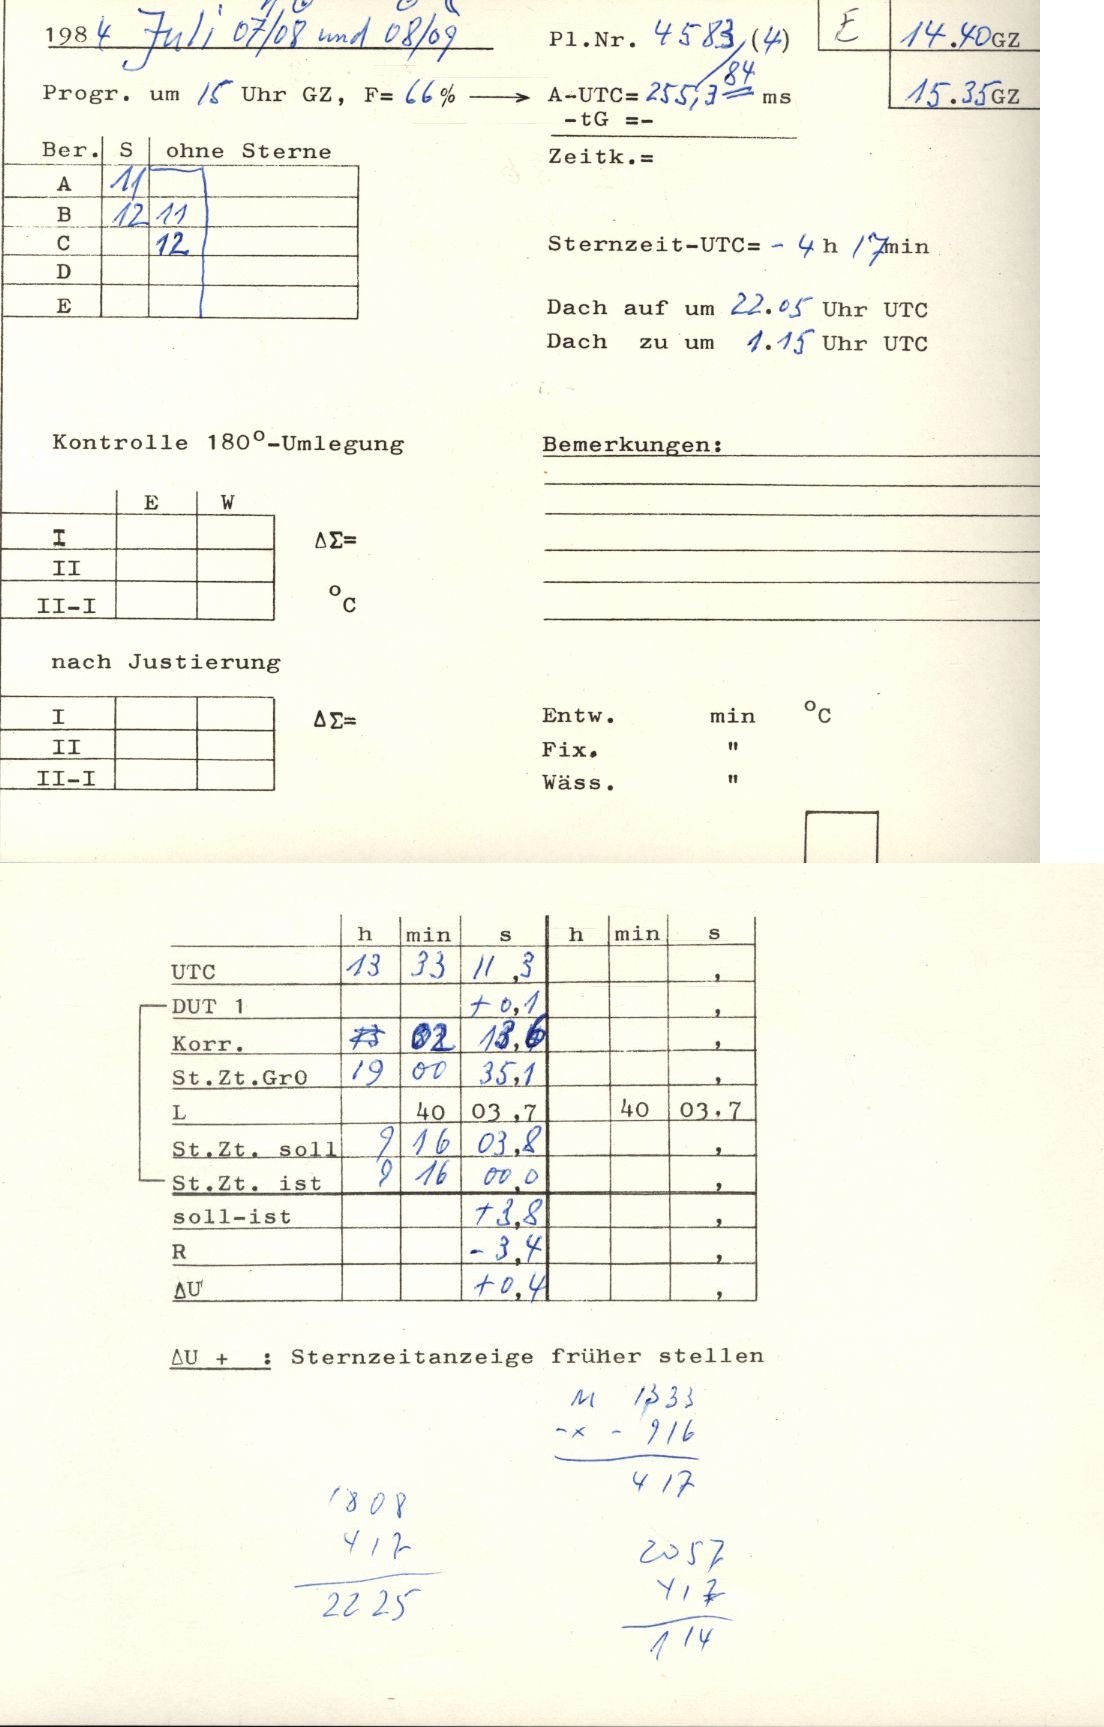 1984 Juli 07/08 und 08/09 Pl.Nr. 4583,(4) E 14.40GZ
84
Progr. um 15 Uhr GZ, F= 66% → A-UTC= 255,3 ms 15.35GZ
-tG =-
Ber. S ohne Sterne Zeitk.=
A 11
B 12 11
C 12 Sternzeit-UTC= - 4 h 17min
D
E Dach auf um 22.05 Uhr UTC
Dach zu um 1.15 Uhr UTC
Kontrolle 180°-Umlegung Bemerkungen:
E W
I ΔΣ=
II
II-I °C
nach Justierung
I ΔΣ= Entw. min °C
II Fix. "
II-I Wäss. "
h min s h min s
UTC 13 33 11,3 ,
DUT 1 +0,1 ,
Korr. 02 13,6 ,
St.Zt.Gr0 19 00 35,1 ,
L 40 03,7 40 03.7
St.Zt. soll 9 16 03,8 ,
St.Zt. ist 9 16 00,0 ,
soll-ist +3,8 ,
R -3,4 ,
ΔU +0,4 ,
ΔU + : Sternzeitanzeige früher stellen
M 1333
-x - 916
417
1808
417
2225
2057
417
114